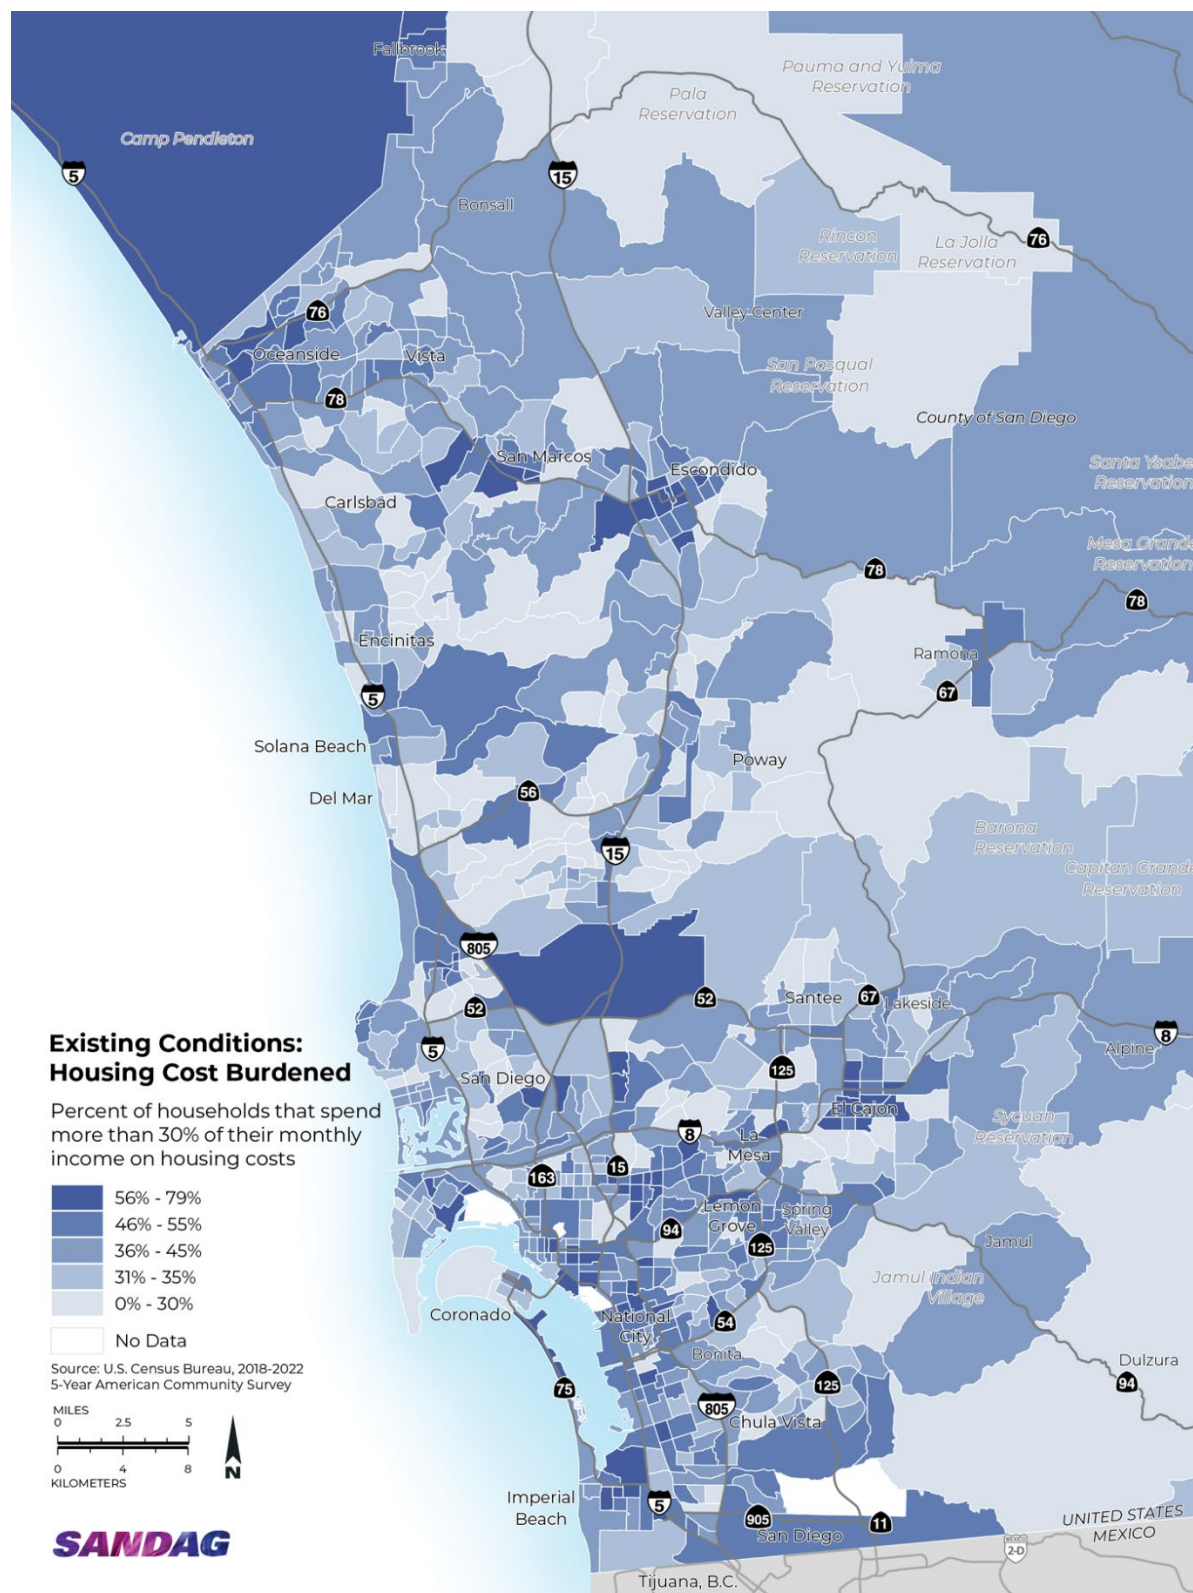 Fallbrook
Pauma and Yuima
Reservation
Pala
Reservation
Camp Pendleton
5
15
Bonsall
Rincon
Reservation
La Jolla
Reservation
76
76
Valley Center
Oceanside
Vista
San Pasqual
Reservation
78
County of San Diego
San Marcos
Escondido
Santa Ysabe
Reservation
Carlsbad
Mesa Grande
Reservation
78
78
Encinitas
Ramona
67
5
Solana Beach
Poway
Del Mar
56
Barona
Reservation
15
Capitan Grande
Reservation
805
52
52
Santee
67
Lakeside
Existing Conditions:
Housing Cost Burdened
5
8
Alpine
San Diego
125
Percent of households that spend
more than 30% of their monthly
income on housing costs
El Cajon
Sycuan
Reservation
8
La
Mesa
163
15
56% - 79%
46% - 55%
36% - 45%
31% - 35%
0% - 30%
No Data
Lemon
Grove
Spring
Valley
94
125
Jamul
Jamul Indian
Village
Coronado
National
City
54
Bonita
Source: U.S. Census Bureau, 2018-2022
5-Year American Community Survey
Dulzura
75
125
94
805
Chula Vista
MILES
0 2.5 5
0 4 8
KILOMETERS
N
Imperial
Beach
5
905
San Diego
11
UNITED STATES
MEXICO
MEXICO
2-D
SANDAG
Tijuana, B.C.